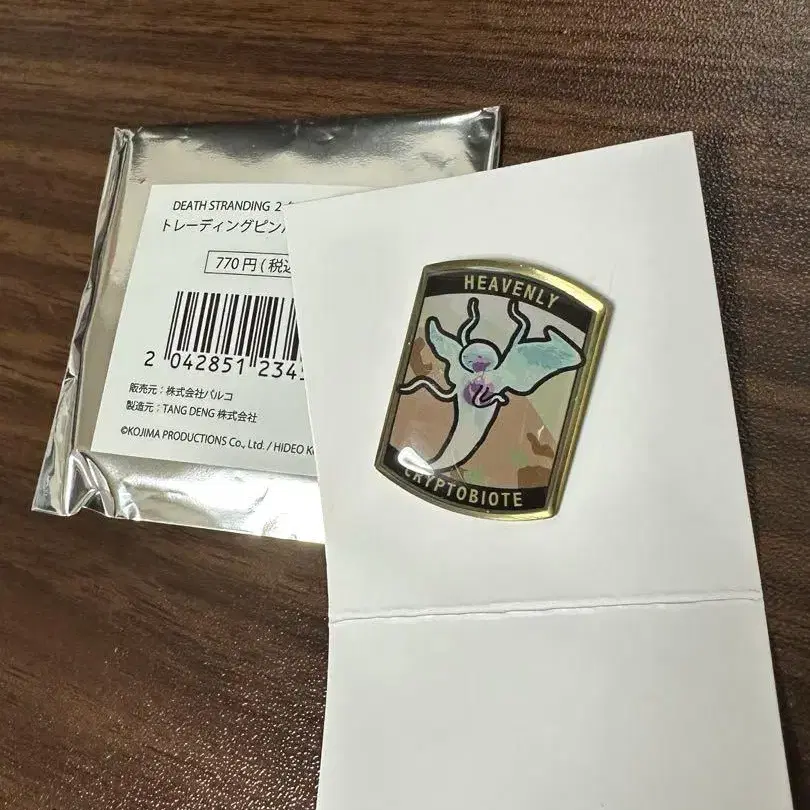 DEATH STRANDING 2
トレーディングピン
770円(税込
2 042851 234
販売元:株式会社パルコ
製造元:TANG DENG 株式会社
©KOJIMA PRODUCTIONS Co., Ltd. / HIDEO
HEAVENLY
CRYPTOBIOTE